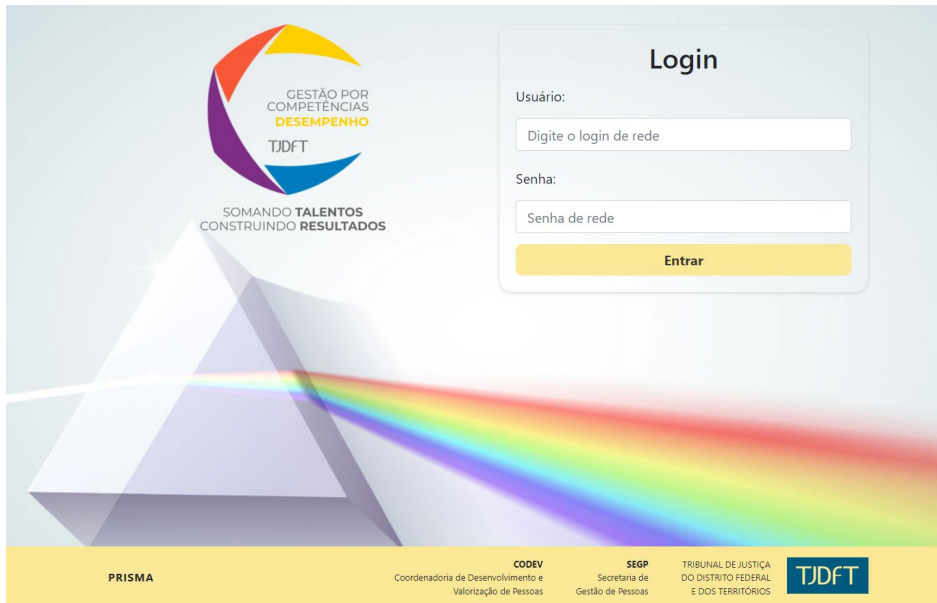 GESTÃO POR
COMPETÊNCIAS
DESEMPENHO
TJDFT
SOMANDO TALENTOS
CONSTRUINDO RESULTADOS
Login
Usuário:
Digite o login de rede
Senha:
Senha de rede
Entrar
PRISMA
CODEV
Coordenadoria de Desenvolvimento e
Valorização de Pessoas
SEGP
Secretaria de
Gestão de Pessoas
TRIBUNAL DE JUSTIÇA
DO DISTRITO FEDERAL
E DOS TERRITÓRIOS
TJDFT